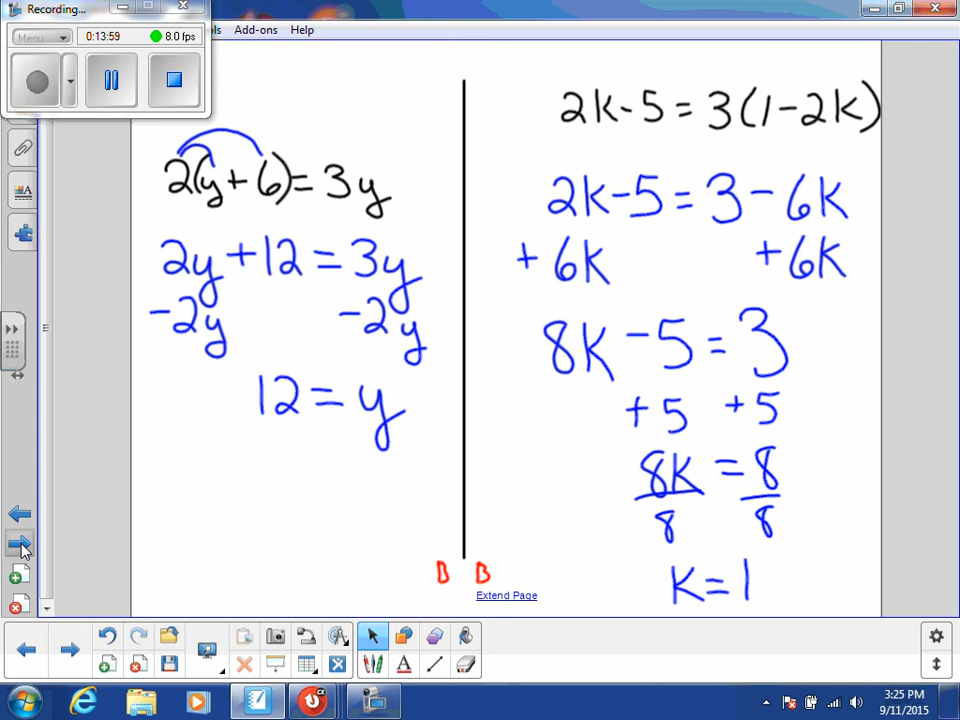 Recording...
Menu
0:13:59
8.0 fps
Add-ons Help
2(y+6)=3y
2y+12=3y
-2y -2y
12=y
2k-5=3(1-2k)
2k-5=3-6k
+6k +6k
8k-5=3
+5 +5
8k=8
8 8
k=1
B B
Extend Page
3:25 PM
9/11/2015